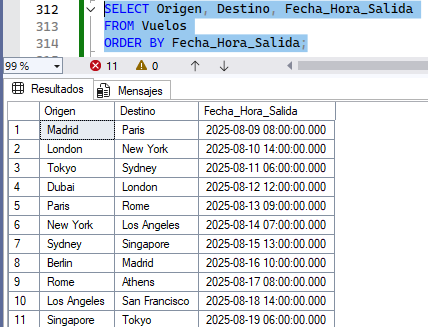 312 SELECT Origen, Destino, Fecha_Hora_Salida
313 FROM Vuelos
314 ORDER BY Fecha_Hora_Salida;
99 % 11 0
Resultados Mensajes
Origen Destino Fecha_Hora_Salida
1 Madrid Paris 2025-08-09 08:00:00.000
2 London New York 2025-08-10 14:00:00.000
3 Tokyo Sydney 2025-08-11 06:00:00.000
4 Dubai London 2025-08-12 12:00:00.000
5 Paris Rome 2025-08-13 09:00:00.000
6 New York Los Angeles 2025-08-14 07:00:00.000
7 Sydney Singapore 2025-08-15 13:00:00.000
8 Berlin Madrid 2025-08-16 10:00:00.000
9 Rome Athens 2025-08-17 08:00:00.000
10 Los Angeles San Francisco 2025-08-18 14:00:00.000
11 Singapore Tokyo 2025-08-19 06:00:00.000